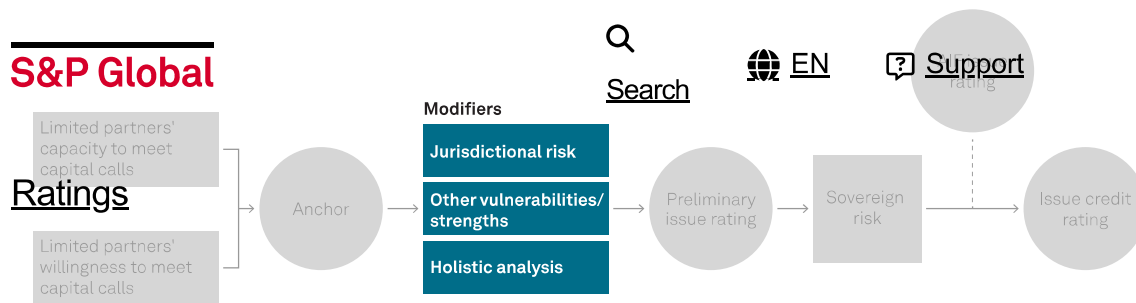 S&P Global
Search
EN
Support
rating
Modifiers
Limited partners'
capacity to meet
capital calls
Ratings
Limited partners'
willingness to meet
capital calls
Anchor
Jurisdictional risk
Other vulnerabilities/
strengths
Holistic analysis
Preliminary
issue rating
Sovereign
risk
Issue credit
rating